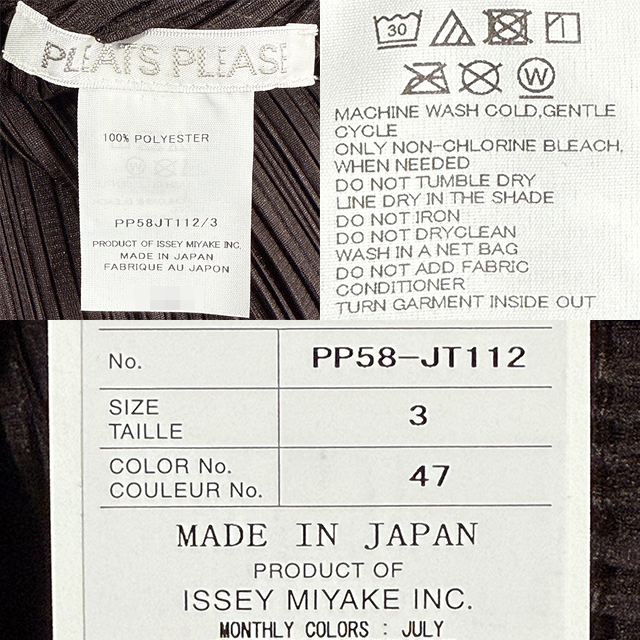 PLEATS PLEASE
100% POLYESTER
PP58JT112/3
PRODUCT OF ISSEY MIYAKE INC.
MADE IN JAPAN
FABRIQUE AU JAPON
30
W
MACHINE WASH COLD,GENTLE
CYCLE
ONLY NON-CHLORINE BLEACH,
WHEN NEEDED
DO NOT TUMBLE DRY
LINE DRY IN THE SHADE
DO NOT IRON
DO NOT DRYCLEAN
WASH IN A NET BAG
DO NOT ADD FABRIC
CONDITIONER
TURN GARMENT INSIDE OUT
No. PP58-JT112
SIZE
TAILLE 3
COLOR No.
COULEUR No. 47
MADE IN JAPAN
PRODUCT OF
ISSEY MIYAKE INC.
MONTHLY COLORS : JULY